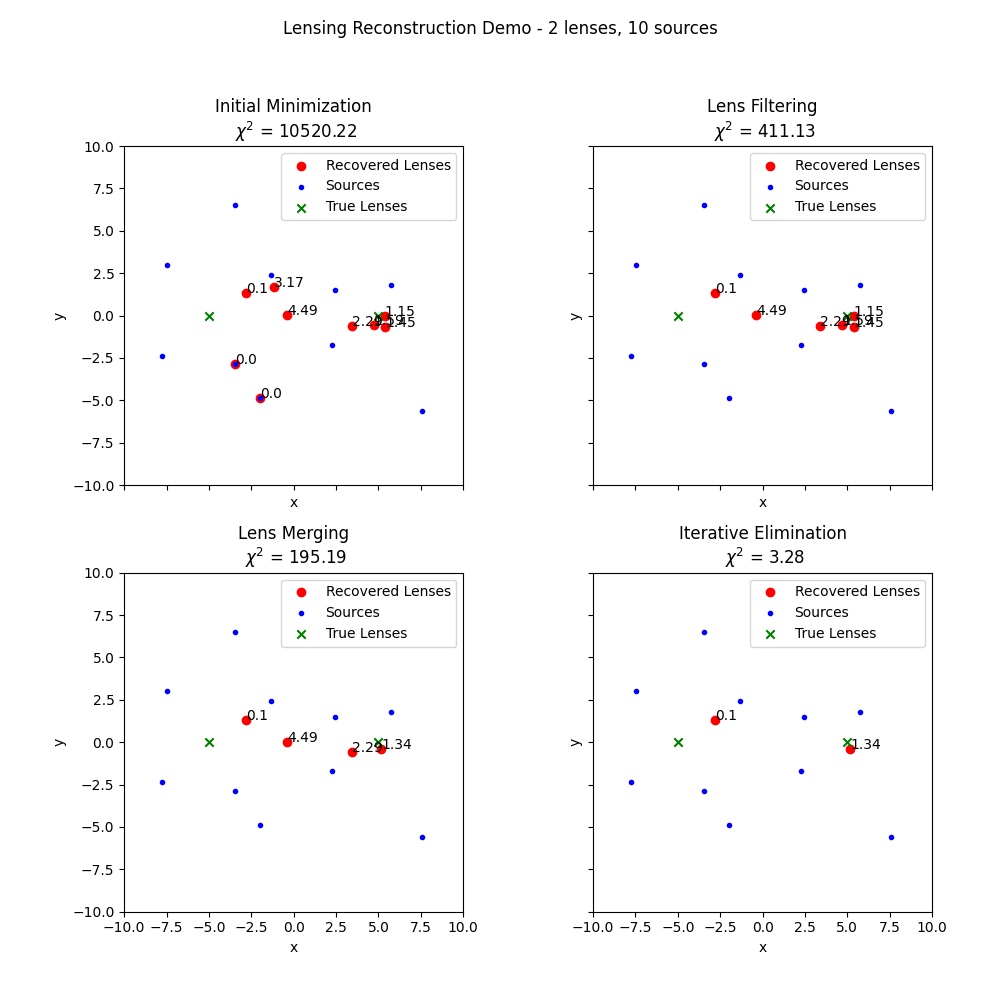 Lensing Reconstruction Demo - 2 lenses, 10 sources
Initial Minimization
χ² = 10520.22
10.0
7.5
5.0
2.5
0.0
−2.5
−5.0
−7.5
−10.0
y
x
Recovered Lenses
Sources
True Lenses
0.1
3.17
4.49
1.15
1.45
0.0
0.0
Lens Filtering
χ² = 411.13
y
x
Recovered Lenses
Sources
True Lenses
0.1
4.49
1.15
1.45
Lens Merging
χ² = 195.19
10.0
7.5
5.0
2.5
0.0
−2.5
−5.0
−7.5
−10.0
y
−10.0 −7.5 −5.0 −2.5 0.0 2.5 5.0 7.5 10.0
x
Recovered Lenses
Sources
True Lenses
0.1
4.49
1.34
Iterative Elimination
χ² = 3.28
y
−10.0 −7.5 −5.0 −2.5 0.0 2.5 5.0 7.5 10.0
x
Recovered Lenses
Sources
True Lenses
0.1
1.34